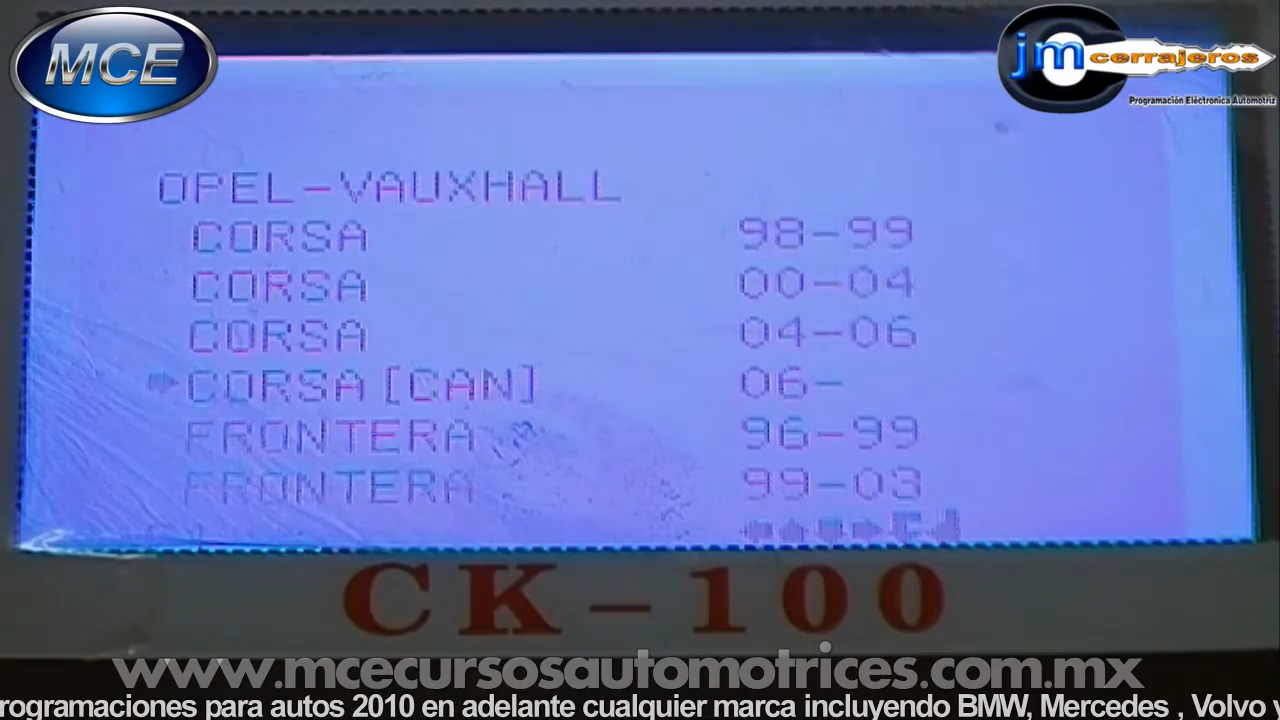 MCE
jm cerrajeros
Programación Eléctronica Automotriz
OPEL-VAUXHALL
CORSA 98-99
CORSA 00-04
CORSA 04-06
CORSA[CAN] 06-
FRONTERA 96-99
FRONTERA 99-03
CK-100
www.mcecursosautomotrices.com.mx
rogramaciones para autos 2010 en adelante cualquier marca incluyendo BMW, Mercedes , Volvo